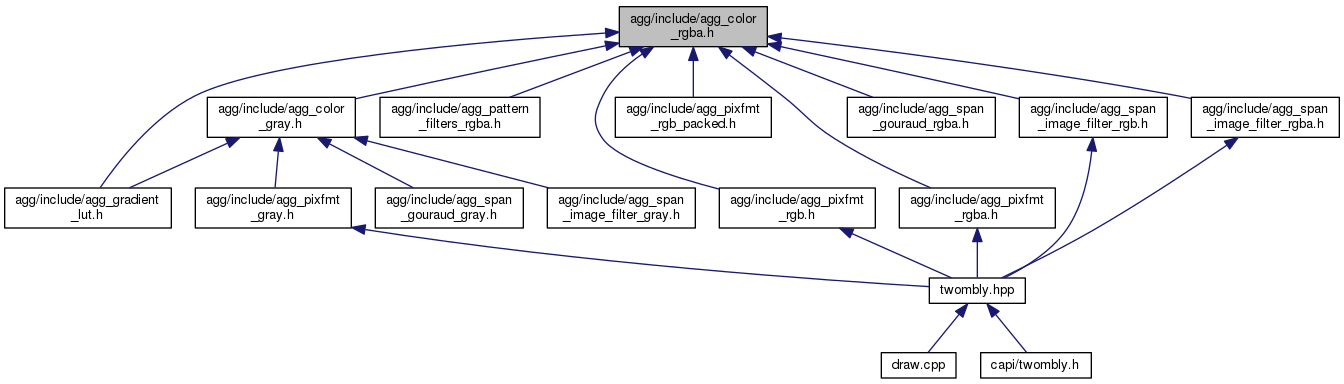 agg/include/agg_color
_rgba.h
agg/include/agg_color
_gray.h
agg/include/agg_pattern
_filters_rgba.h
agg/include/agg_pixfmt
_rgb_packed.h
agg/include/agg_span
_gouraud_rgba.h
agg/include/agg_span
_image_filter_rgb.h
agg/include/agg_span
_image_filter_rgba.h
agg/include/agg_gradient
_lut.h
agg/include/agg_pixfmt
_gray.h
agg/include/agg_span
_gouraud_gray.h
agg/include/agg_span
_image_filter_gray.h
agg/include/agg_pixfmt
_rgb.h
agg/include/agg_pixfmt
_rgba.h
twombly.hpp
draw.cpp
capi/twombly.h